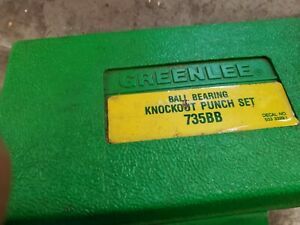 GREENLEE®
BALL BEARING
KNOCKOUT PUNCH SET
735BB
DECAL NO.